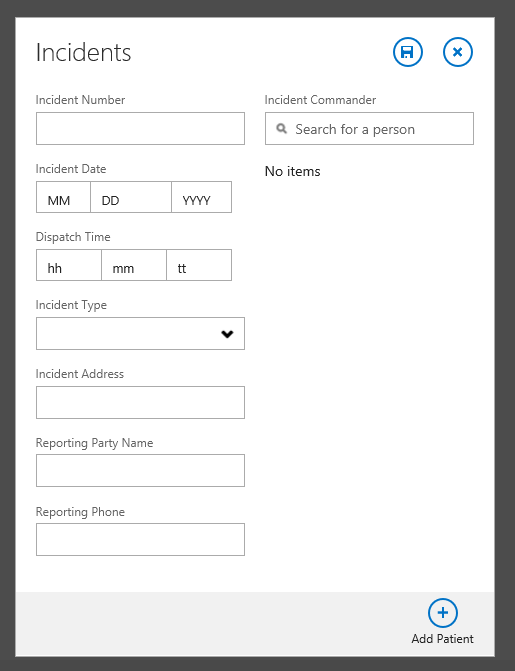 Incidents
Incident Number
Incident Date
MM DD YYYY
Dispatch Time
hh mm tt
Incident Type
Incident Address
Reporting Party Name
Reporting Phone
Incident Commander
Search for a person
No items
Add Patient